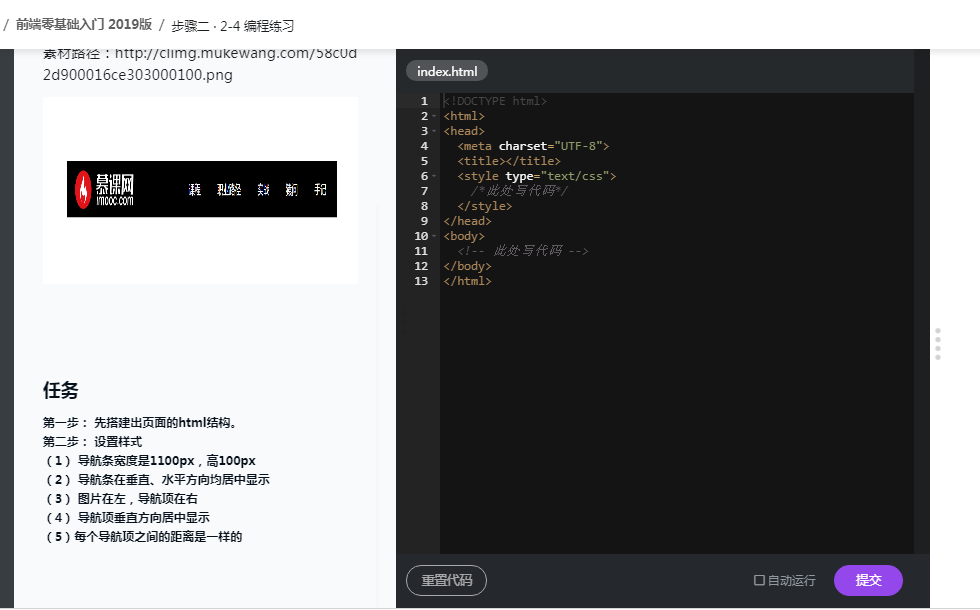 / 前端零基础入门 2019版 / 步骤二 · 2-4 编程练习
素材路径：http://climg.mukewang.com/58c0d
2d900016ce303000100.png
慕课网
imooc.com
任务
第一步： 先搭建出页面的html结构。
第二步： 设置样式
（1） 导航条宽度是1100px，高100px
（2） 导航条在垂直、水平方向均居中显示
（3） 图片在左，导航项在右
（4） 导航项垂直方向居中显示
（5）每个导航项之间的距离是一样的
index.html
1 <!DOCTYPE html>
2 <html>
3 <head>
4 <meta charset="UTF-8">
5 <title></title>
6 <style type="text/css">
7 /*此处写代码*/
8 </style>
9 </head>
10 <body>
11 <!-- 此处写代码 -->
12 </body>
13 </html>
重置代码
自动运行
提交